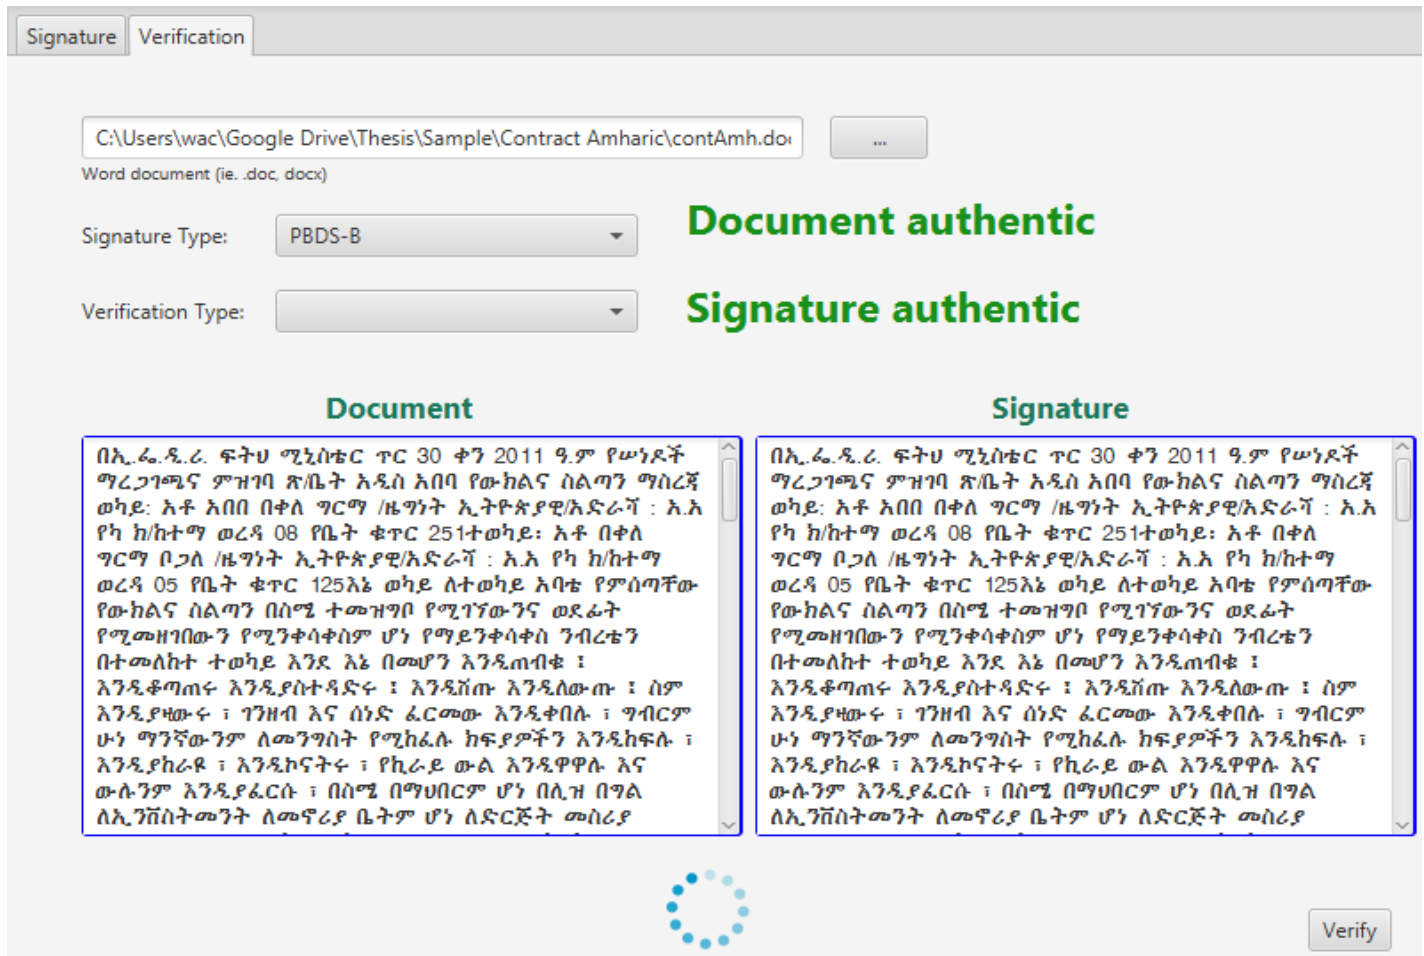 Signature Verification
C:\Users\wac\Google Drive\Thesis\Sample\Contract Amharic\contAmh.do
...
Word document (ie. .doc, docx)
Document authentic
Signature Type: PBDS-B
Signature authentic
Verification Type:
Document
በኢ.ፌ.ዲ.ሪ. ፍትህ ሚኒስቴር ጥር 30 ቀን 2011 ዓ.ም የሠነዶች
ማረጋገጫና ምዝገባ ጽ/ቤት አዲስ አበባ የውክልና ስልጣን ማስረጃ
ወካይ: አቶ አበበ በቀለ ግርማ /ዜግነት ኢትዮጵያዊ/አድራሻ : አ.አ
የካ ክ/ከተማ ወረዳ 08 የቤት ቁጥር 251ተወካይ: አቶ በቀለ
ግርማ ቦጋለ /ዜግነት ኢትዮጵያዊ/አድራሻ : አ.አ የካ ክ/ከተማ
ወረዳ 05 የቤት ቁጥር 125እኔ ወካይ ለተወካይ አባቴ የምሰጣቸው
የውክልና ስልጣን በስሜ ተመዝግቦ የሚገኘውንና ወደፊት
የሚመዘገበውን የሚንቀሳቀስም ሆነ የማይንቀሳቀስ ንብረቴን
በተመለከተ ተወካይ እንደ እኔ በመሆን እንዲጠብቁ ፤
እንዲቆጣጠሩ እንዲያስተዳድሩ ፤ እንዲሸጡ እንዲለውጡ ፤ ስም
እንዲያዛውሩ ፣ ገንዘብ እና ሰነድ ፈርመው እንዲቀበሉ ፣ ግብርም
ሁነ ማንኛውንም ለመንግስት የሚከፈሉ ክፍያዎችን እንዲከፍሉ ፣
እንዲያከራዩ ፣ እንዲኮናትሩ ፣ የኪራይ ውል እንዲዋዋሉ እና
ውሉንም እንዲያፈርሱ ፣ በስሜ በማህበርም ሆነ በሊዝ በግል
ለኢንቨስትመንት ለመኖሪያ ቤትም ሆነ ለድርጅት መስሪያ
Signature
በኢ.ፌ.ዲ.ሪ. ፍትህ ሚኒስቴር ጥር 30 ቀን 2011 ዓ.ም የሠነዶች
ማረጋገጫና ምዝገባ ጽ/ቤት አዲስ አበባ የውክልና ስልጣን ማስረጃ
ወካይ: አቶ አበበ በቀለ ግርማ /ዜግነት ኢትዮጵያዊ/አድራሻ : አ.አ
የካ ክ/ከተማ ወረዳ 08 የቤት ቁጥር 251ተወካይ: አቶ በቀለ
ግርማ ቦጋለ /ዜግነት ኢትዮጵያዊ/አድራሻ : አ.አ የካ ክ/ከተማ
ወረዳ 05 የቤት ቁጥር 125እኔ ወካይ ለተወካይ አባቴ የምሰጣቸው
የውክልና ስልጣን በስሜ ተመዝግቦ የሚገኘውንና ወደፊት
የሚመዘገበውን የሚንቀሳቀስም ሆነ የማይንቀሳቀስ ንብረቴን
በተመለከተ ተወካይ እንደ እኔ በመሆን እንዲጠብቁ ፤
እንዲቆጣጠሩ እንዲያስተዳድሩ ፤ እንዲሸጡ እንዲለውጡ ፤ ስም
እንዲያዛውሩ ፣ ገንዘብ እና ሰነድ ፈርመው እንዲቀበሉ ፣ ግብርም
ሁነ ማንኛውንም ለመንግስት የሚከፈሉ ክፍያዎችን እንዲከፍሉ ፣
እንዲያከራዩ ፣ እንዲኮናትሩ ፣ የኪራይ ውል እንዲዋዋሉ እና
ውሉንም እንዲያፈርሱ ፣ በስሜ በማህበርም ሆነ በሊዝ በግል
ለኢንቨስትመንት ለመኖሪያ ቤትም ሆነ ለድርጅት መስሪያ
Verify